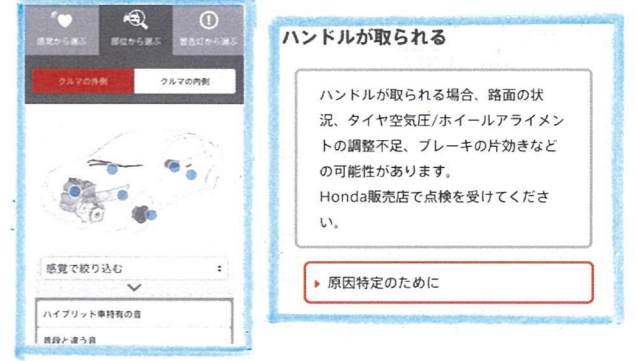 感覚から選ぶ
部位から選ぶ
警告灯から選ぶ
クルマの外側
クルマの内側
感覚で絞り込む
ハイブリッド車特有の音
普段と違う音
ハンドルが取られる
ハンドルが取られる場合、路面の状
況、タイヤ空気圧/ホイールアライメン
トの調整不足、ブレーキの片効きなど
の可能性があります。
Honda販売店で点検を受けてくださ
い。
原因特定のために